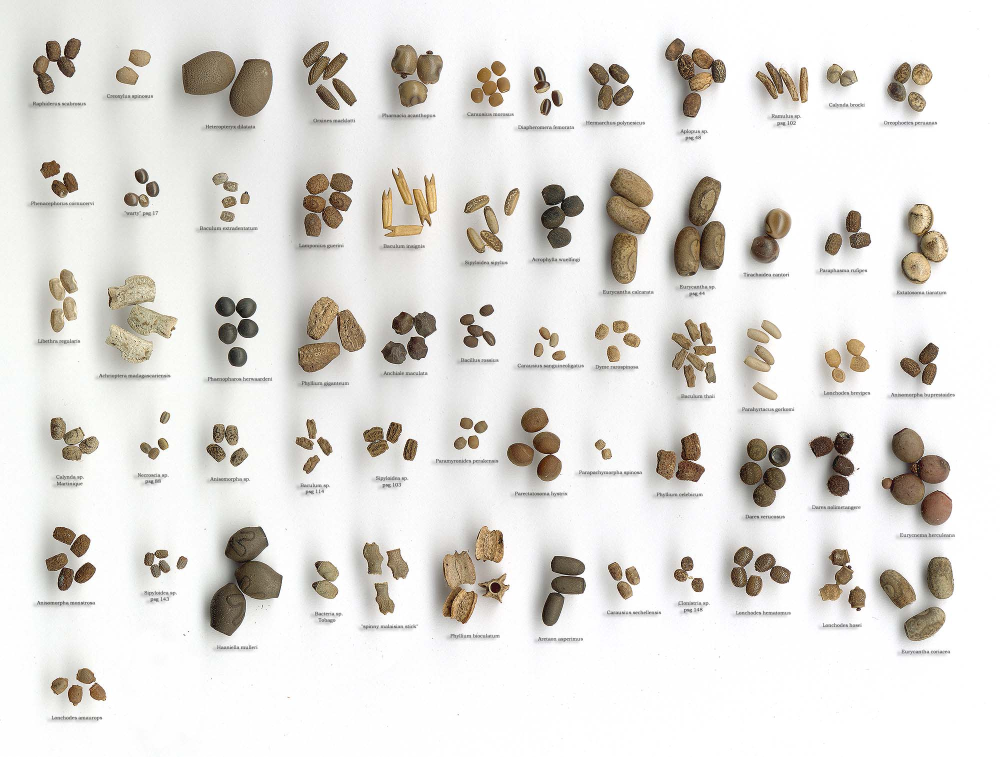 Raphiderus scabrosus
Creoxylus spinosus
Heteropteryx dilatata
Orxines macklotti
Pharnacia acanthopus
Carausius morosus
Diapheromera femorata
Hermarchus polynesicus
Aplopus sp.
psg 48
Ramulus sp.
psg 102
Calynda brocki
Oreophoetes peruanas
Phenacephorus cornucervi
"warty" psg 17
Baculum extradentatum
Lamponius guerini
Baculum insignis
Sipyloidea sipylus
Acrophylla wuelfingi
Eurycantha calcarata
Eurycantha sp.
psg 44
Tirachoidea cantori
Paraphasma rufipes
Extatosoma tiaratum
Libethra regularis
Achrioptera madagascariensis
Phaenopharos herwaardeni
Phyllium giganteum
Anchiale maculata
Bacillus rossius
Carausius sanguineoligatus
Dyme rarospinosa
Baculum thaii
Parahyrtacus gorkomi
Lonchodes brevipes
Anisomorpha buprestoides
Calynda sp.
Martinique
Necroscia sp.
psg 88
Anisomorpha sp.
Baculum sp.
psg 114
Sipyloidea sp.
psg 103
Paramyronides perakensis
Parectatosoma hystrix
Parapachymorpha spinosa
Phyllium celebicum
Dares verucosus
Dares nolimetangere
Eurycnema herculeana
Anisomorpha monstrosa
Sipyloidea sp.
psg 143
Haaniella mulleri
Bacteria sp.
Tobago
"spinny malaisian stick"
Phyllium bioculatum
Aretaon asperimus
Carausius sechellensis
Clonistria sp.
psg 148
Lonchodes hematomus
Lonchodes hosei
Eurycantha coriacea
Lonchodes amaurops